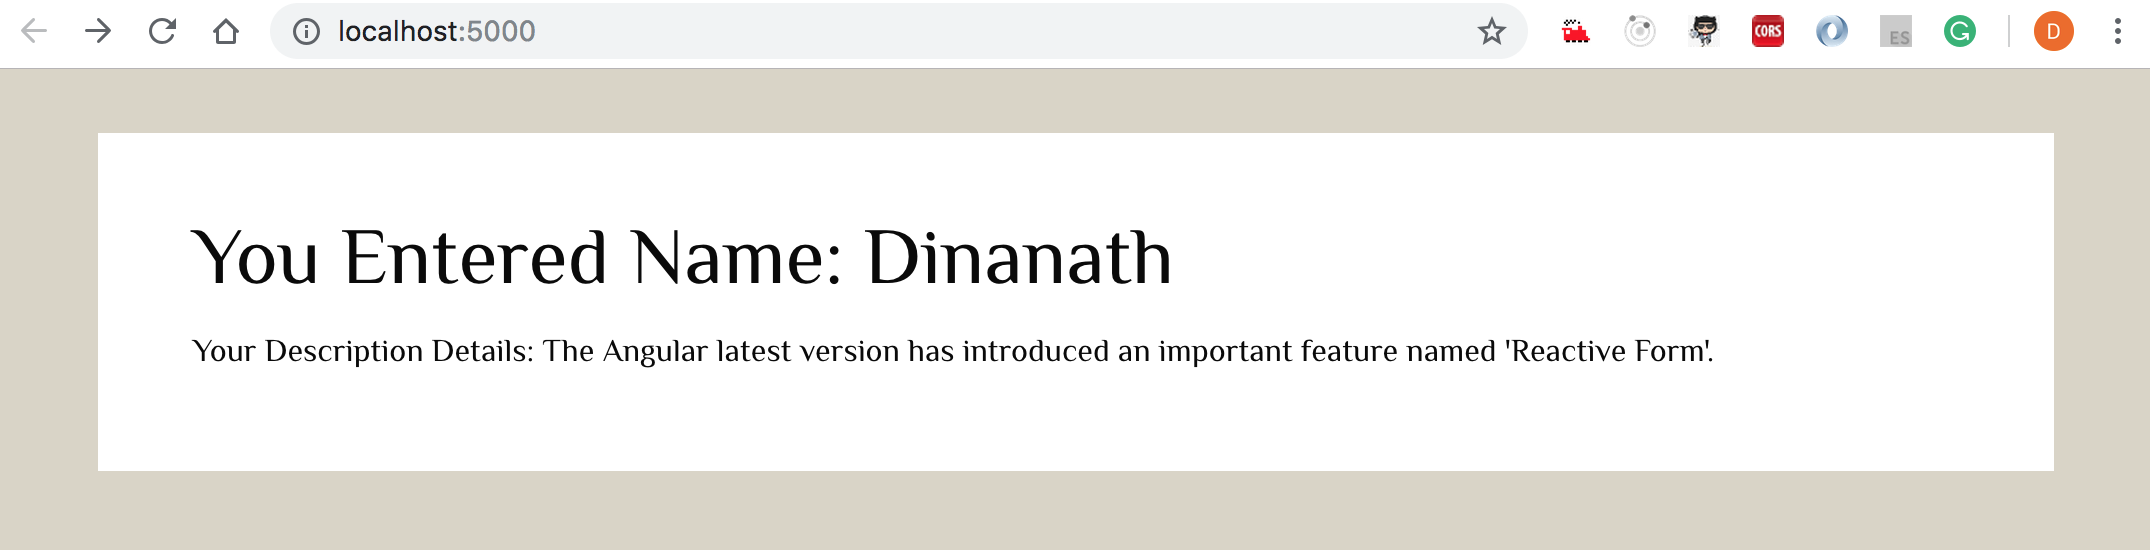 localhost:5000
CORS
ES
G
D
You Entered Name: Dinanath
Your Description Details: The Angular latest version has introduced an important feature named 'Reactive Form'.